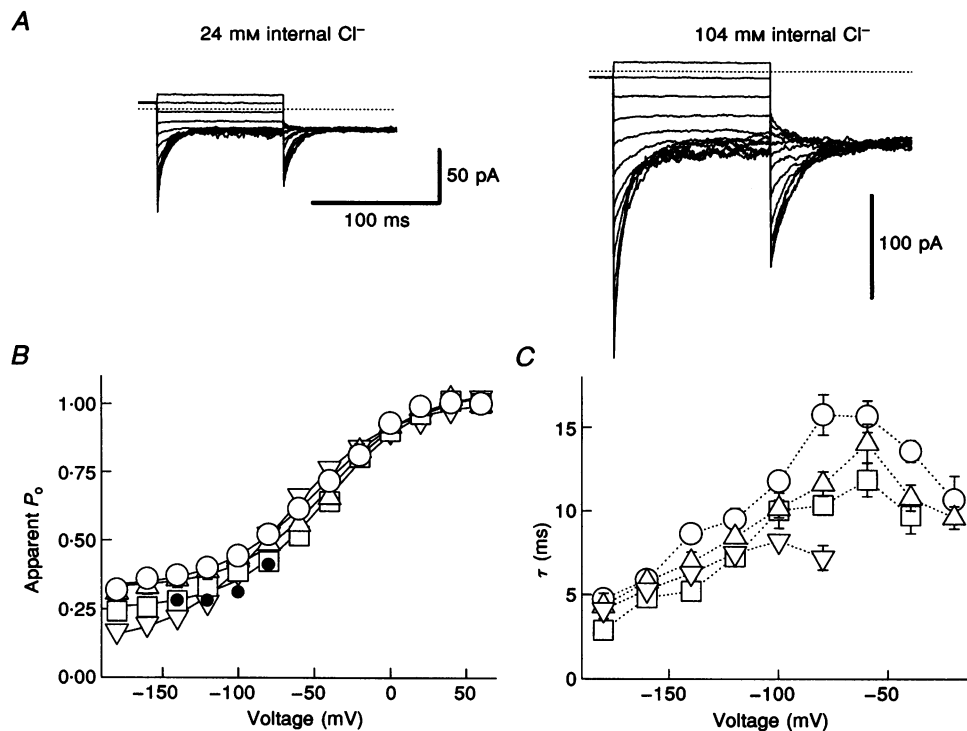 A
24 mM internal Cl⁻
104 mM internal Cl⁻
50 pA
100 ms
100 pA
B
1·00
0·75
0·50
0·25
0·00
Apparent Pₒ
−150 −100 −50 0 50
Voltage (mV)
C
15
10
5
0
τ (ms)
−150 −100 −50
Voltage (mV)